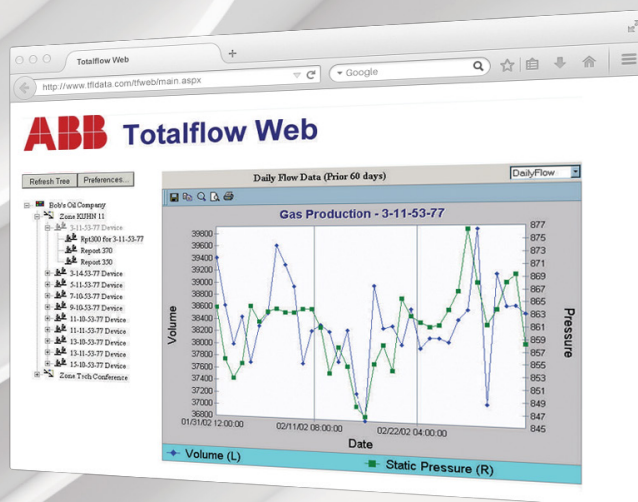 Totalflow Web
http://www.tfldata.com/tfweb/main.aspx
Google
ABB Totalflow Web
Refresh Tree Preferences...
Bob's Oil Company
Zone KUHN 11
3-11-53-77 Device
Rpt300 for 3-11-53-77
Report 370
Report 350
3-14-53-77 Device
5-11-53-77 Device
7-10-53-77 Device
9-10-53-77 Device
11-10-53-77 Device
11-11-53-77 Device
13-10-53-77 Device
13-11-53-77 Device
15-10-53-77 Device
Zone Tech Conference
Daily Flow Data (Prior 60 days)
DailyFlow
Gas Production - 3-11-53-77
Volume
39800
39600
39400
39200
39000
38800
38600
38400
38200
38000
37800
37600
37400
37200
37000
36800
877
875
873
871
869
867
865
863
861
859
857
855
853
851
849
847
845
Pressure
01/31/02 12:00:00
02/11/02 08:00:00
02/22/02 04:00:00
Date
Volume (L)
Static Pressure (R)